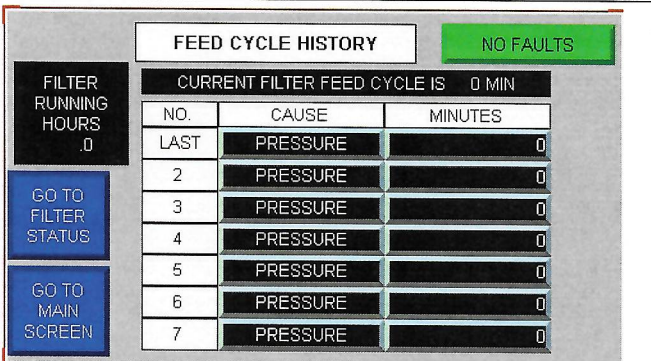 FEED CYCLE HISTORY
NO FAULTS
FILTER
RUNNING
HOURS
.0
CURRENT FILTER FEED CYCLE IS 0 MIN
NO. CAUSE MINUTES
LAST PRESSURE 0
2 PRESSURE 0
3 PRESSURE 0
4 PRESSURE 0
5 PRESSURE 0
6 PRESSURE 0
7 PRESSURE 0
GO TO
FILTER
STATUS
GO TO
MAIN
SCREEN